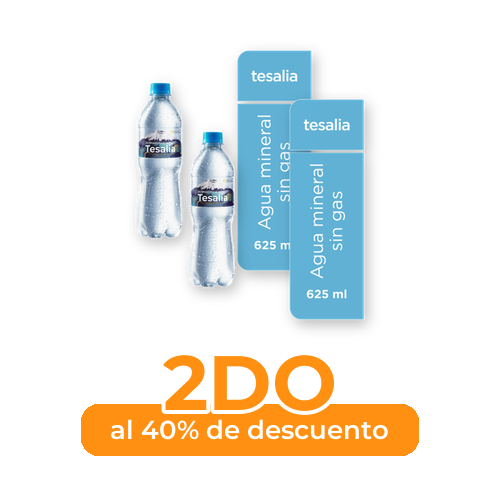 tesalia
Agua mineral
sin gas
625 ml
tesalia
Agua mineral
sin gas
625 ml
Tesalia
Tesalia
2DO
al 40% de descuento